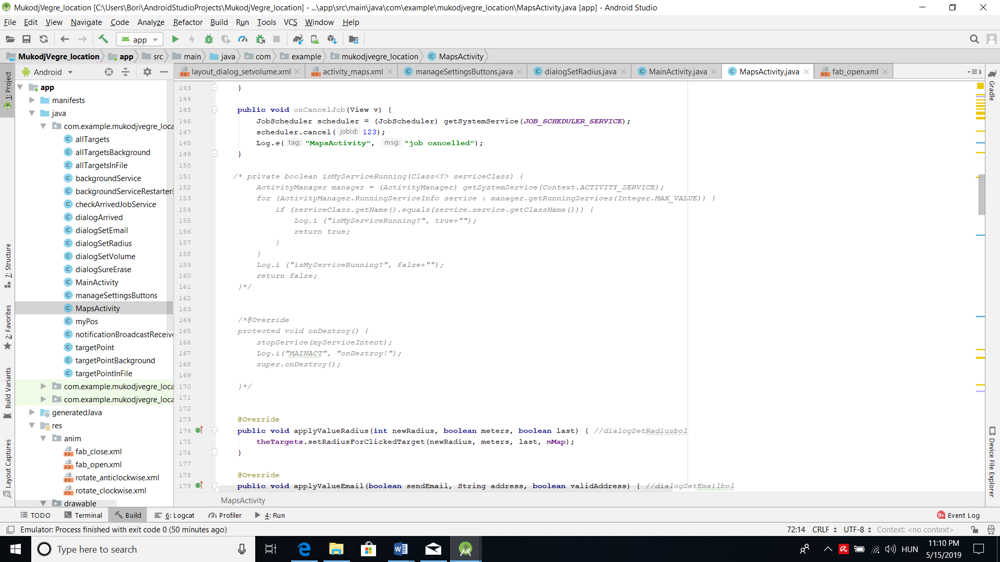 MukodjVegre_location [C:\Users\Bori\AndroidStudioProjects\MukodjVegre_location] - ...\app\src\main\java\com\example\mukodjvegre_location\MapsActivity.java [app] - Android Studio
File Edit View Navigate Code Analyze Refactor Build Run Tools VCS Window Help
app
MukodjVegre_location app src main java com example mukodjvegre_location MapsActivity
Android
layout_dialog_setvolume.xml activity_maps.xml manageSettingsButtons.java dialogSetRadius.java MainActivity.java MapsActivity.java fab_open.xml 3
1: Project
7: Structure
2: Favorites
Build Variants
Layout Captures
app
manifests
java
com.example.mukodjvegre_loca
allTargets
allTargetsBackground
allTargetsInFile
backgroundService
backgroundServiceRestarter
checkArrivedJobService
dialogArrived
dialogSetEmail
dialogSetRadius
dialogSetVolume
dialogSureErase
MainActivity
manageSettingsButtons
MapsActivity
myPos
notificationBroadcastReceive
targetPoint
targetPointBackground
targetPointInFile
com.example.mukodjvegre_loca
com.example.mukodjvegre_loca
generatedJava
res
anim
fab_close.xml
fab_open.xml
rotate_anticlockwise.xml
rotate_clockwise.xml
drawable
143 }
144
145 public void onCancelJob(View v) {
146 JobScheduler scheduler = (JobScheduler) getSystemService(JOB_SCHEDULER_SERVICE);
147 scheduler.cancel( jobId: 123);
148 Log.e( tag: "MapsActivity", msg: "job cancelled");
149 }
150
151 /* private boolean isMyServiceRunning(Class<?> serviceClass) {
152 ActivityManager manager = (ActivityManager) getSystemService(Context.ACTIVITY_SERVICE);
153 for (ActivityManager.RunningServiceInfo service : manager.getRunningServices(Integer.MAX_VALUE)) {
154 if (serviceClass.getName().equals(service.service.getClassName())) {
155 Log.i ("isMyServiceRunning?", true+"");
156 return true;
157 }
158 }
159 Log.i ("isMyServiceRunning?", false+"");
160 return false;
161 }*/
162
163
164 /*@Override
165 protected void onDestroy() {
166 stopService(myServiceIntent);
167 Log.i("MAINACT", "onDestroy!");
168 super.onDestroy();
169
170 }*/
171
172
173 @Override
174 public void applyValueRadius(int newRadius, boolean meters, boolean last) { //dialogSetRadiusbol
175 theTargets.setRadiusForClickedTarget(newRadius, meters, last, mMap);
176 }
177
178 @Override
179 public void applyValueEmail(boolean sendEmail, String address, boolean validAddress) { //dialogSetEmailbol
MapsActivity
Gradle
Device File Explorer
TODO Terminal Build 6: Logcat Profiler 4: Run 9+ Event Log
Emulator: Process finished with exit code 0 (50 minutes ago) 72:14 CRLF UTF-8 Context: <no context>
Type here to search HUN 11:10 PM
5/15/2019